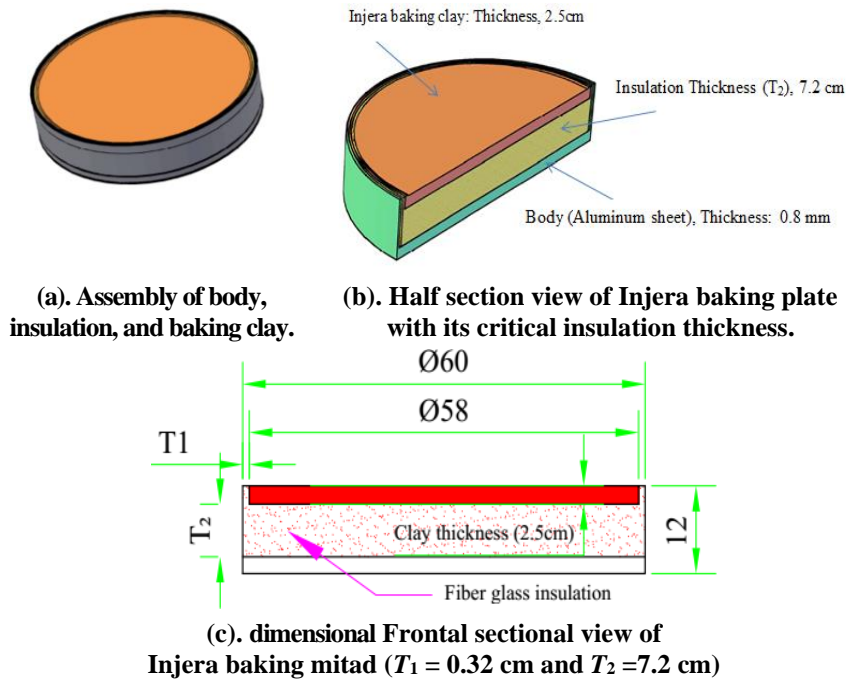 Injera baking clay: Thickness, 2.5cm
Insulation Thickness (T₂), 7.2 cm
Body (Aluminum sheet), Thickness: 0.8 mm
(a). Assembly of body,
insulation, and baking clay.
(b). Half section view of Injera baking plate
with its critical insulation thickness.
Ø60
Ø58
T1
T₂
Clay thickness (2.5cm)
12
Fiber glass insulation
(c). dimensional Frontal sectional view of
Injera baking mitad (T₁ = 0.32 cm and T₂ =7.2 cm)